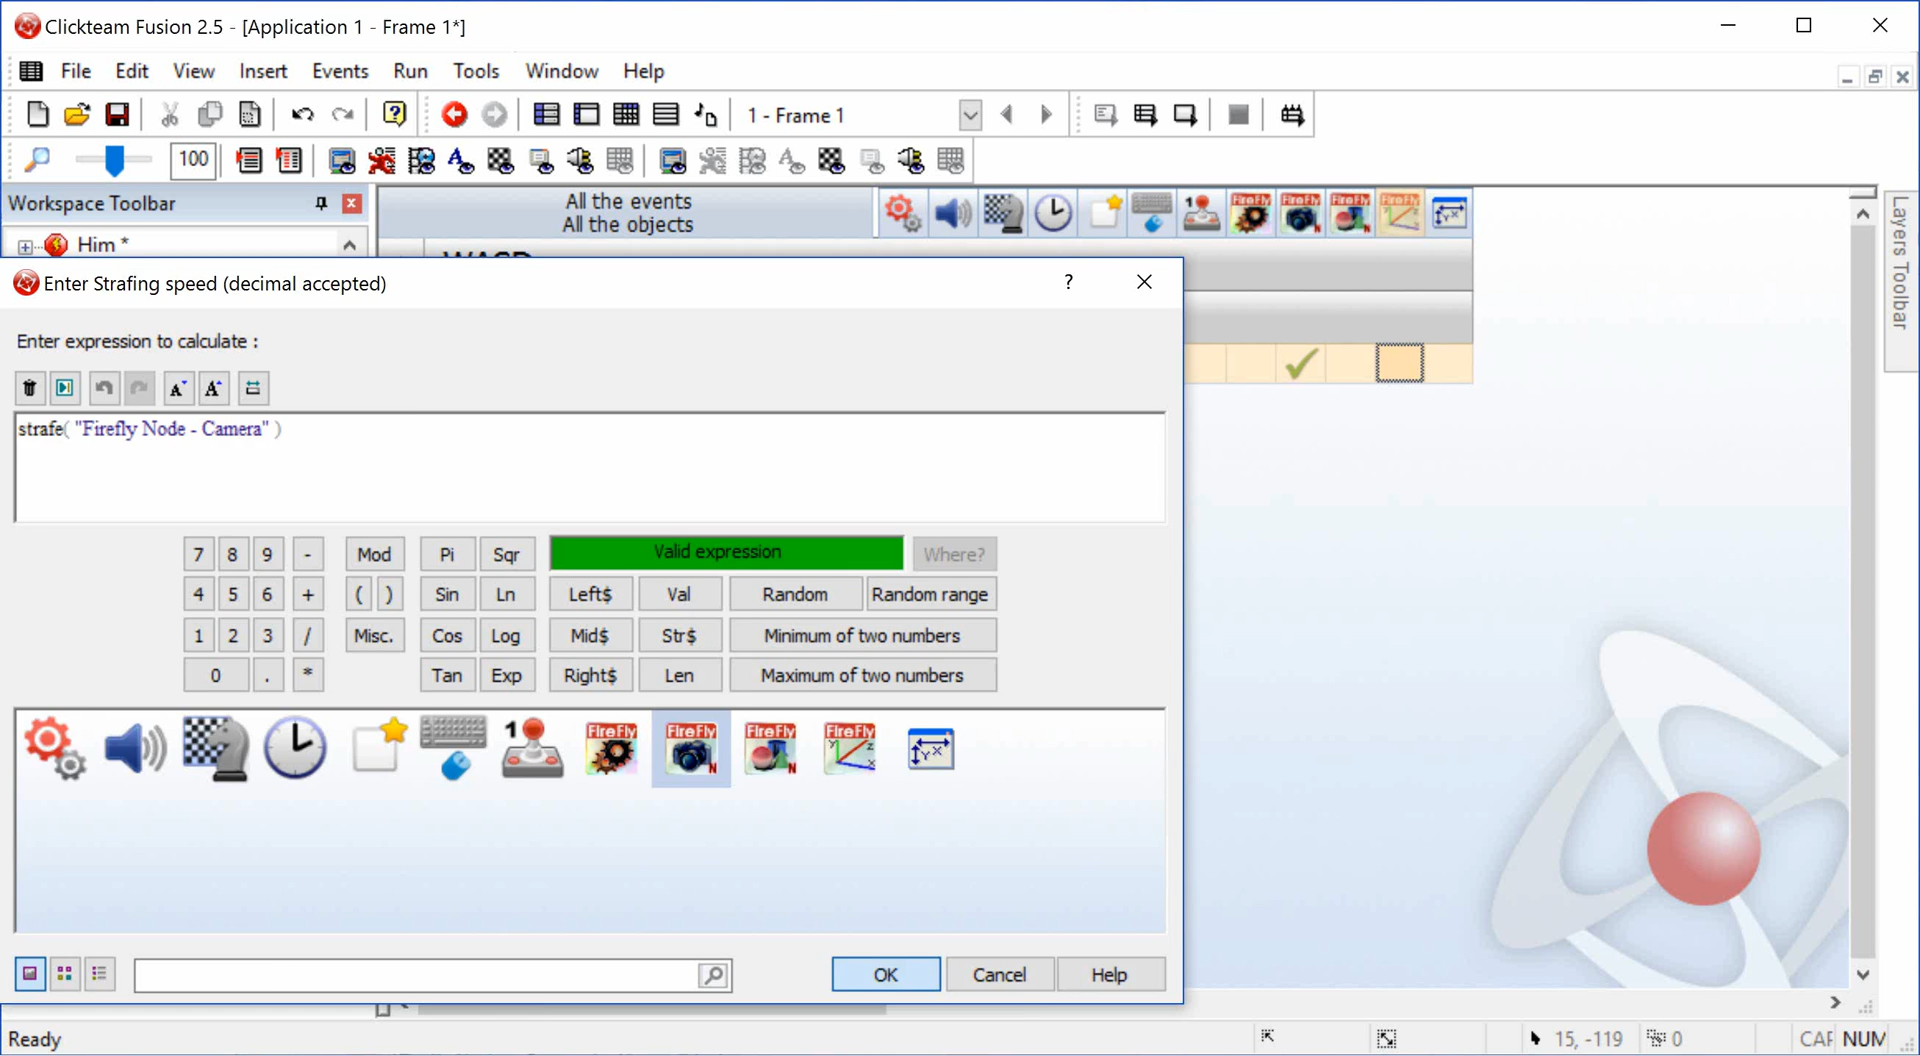 Clickteam Fusion 2.5 - [Application 1 - Frame 1*]
File Edit View Insert Events Run Tools Window Help
1 - Frame 1
100
Workspace Toolbar
All the events
All the objects
Him *
Layers Toolbar
Enter Strafing speed (decimal accepted)
?
Enter expression to calculate :
strafe( "Firefly Node - Camera" )
7 8 9 - Mod Pi Sqr Valid expression Where?
4 5 6 + ( ) Sin Ln Left$ Val Random Random range
1 2 3 / Misc. Cos Log Mid$ Str$ Minimum of two numbers
0 . * Tan Exp Right$ Len Maximum of two numbers
FireFly FireFly FireFly FireFly
OK Cancel Help
Ready
15, -119
0
CAP NUM